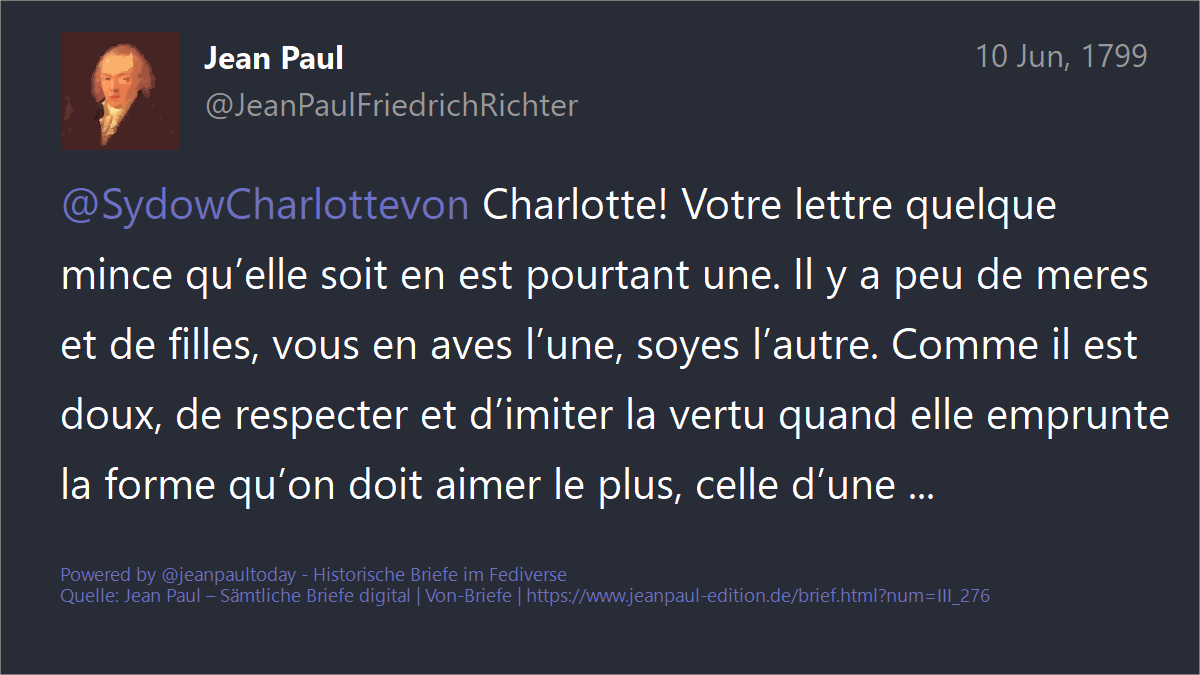 Jean Paul
10 Jun, 1799
@JeanPaulFriedrichRichter
@SydowCharlottevon Charlotte! Votre lettre quelque
mince qu’elle soit en est pourtant une. Il y a peu de meres
et de filles, vous en aves l’une, soyes l’autre. Comme il est
doux, de respecter et d’imiter la vertu quand elle emprunte
la forme qu’on doit aimer le plus, celle d’une ...
Powered by @jeanpaultoday - Historische Briefe im Fediverse
Quelle: Jean Paul – Sämtliche Briefe digital | Von-Briefe | https://www.jeanpaul-edition.de/brief.html?num=III_276